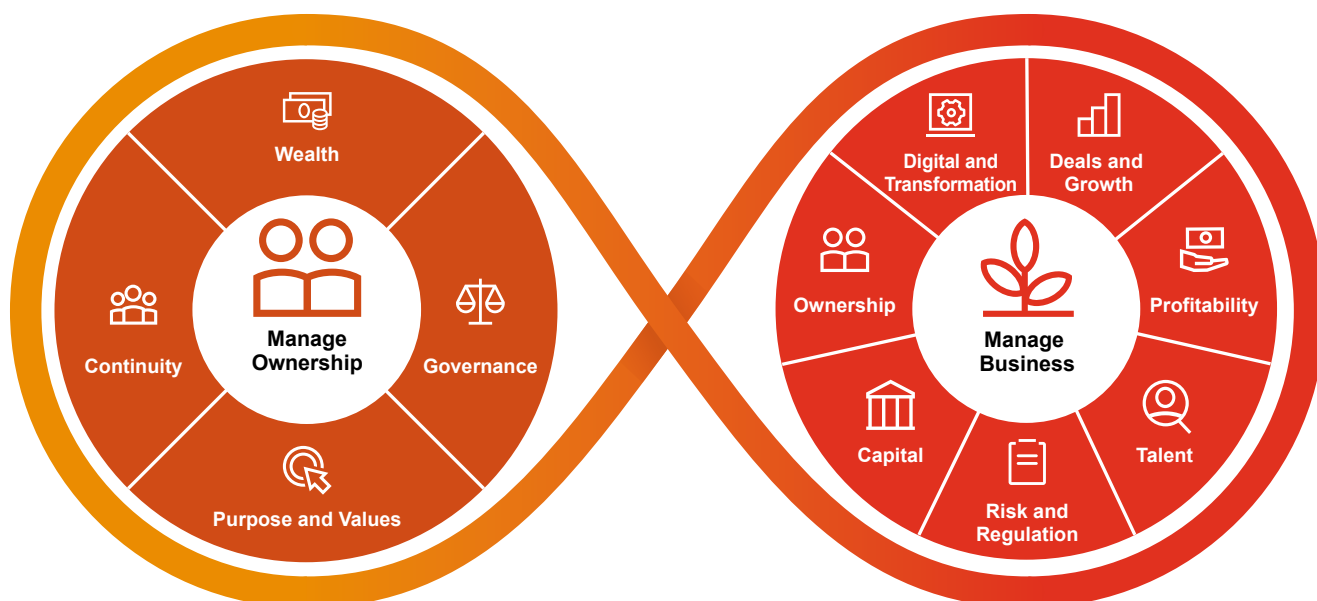 Wealth
Manage
Ownership
Continuity
Governance
Purpose and Values
Digital and
Transformation
Deals and
Growth
Ownership
Manage
Business
Profitability
Capital
Talent
Risk and
Regulation